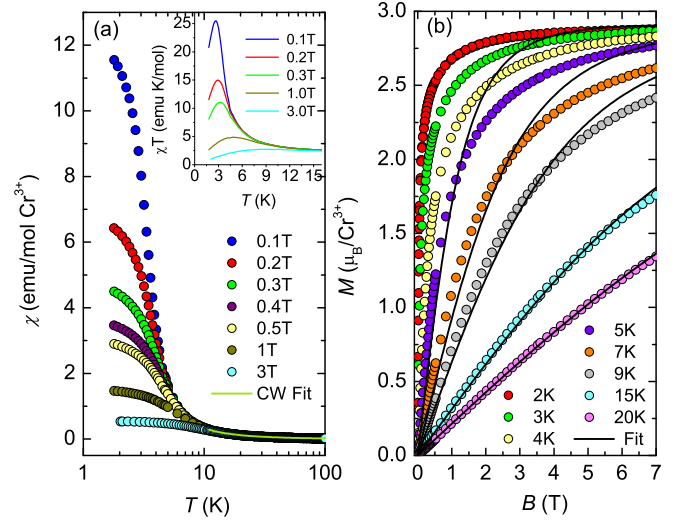 (a)
χ (emu/mol Cr3+)
12
10
8
6
4
2
0
1
10
100
T (K)
χT (emu K/mol)
25
20
15
10
5
0
0
3
6
9
12
15
T (K)
0.1T
0.2T
0.3T
1.0T
3.0T
0.1T
0.2T
0.3T
0.4T
0.5T
1T
3T
CW Fit
(b)
M (μB/Cr3+)
3.0
2.5
2.0
1.5
1.0
0.5
0.0
0
1
2
3
4
5
6
7
B (T)
2K
3K
4K
5K
7K
9K
15K
20K
Fit